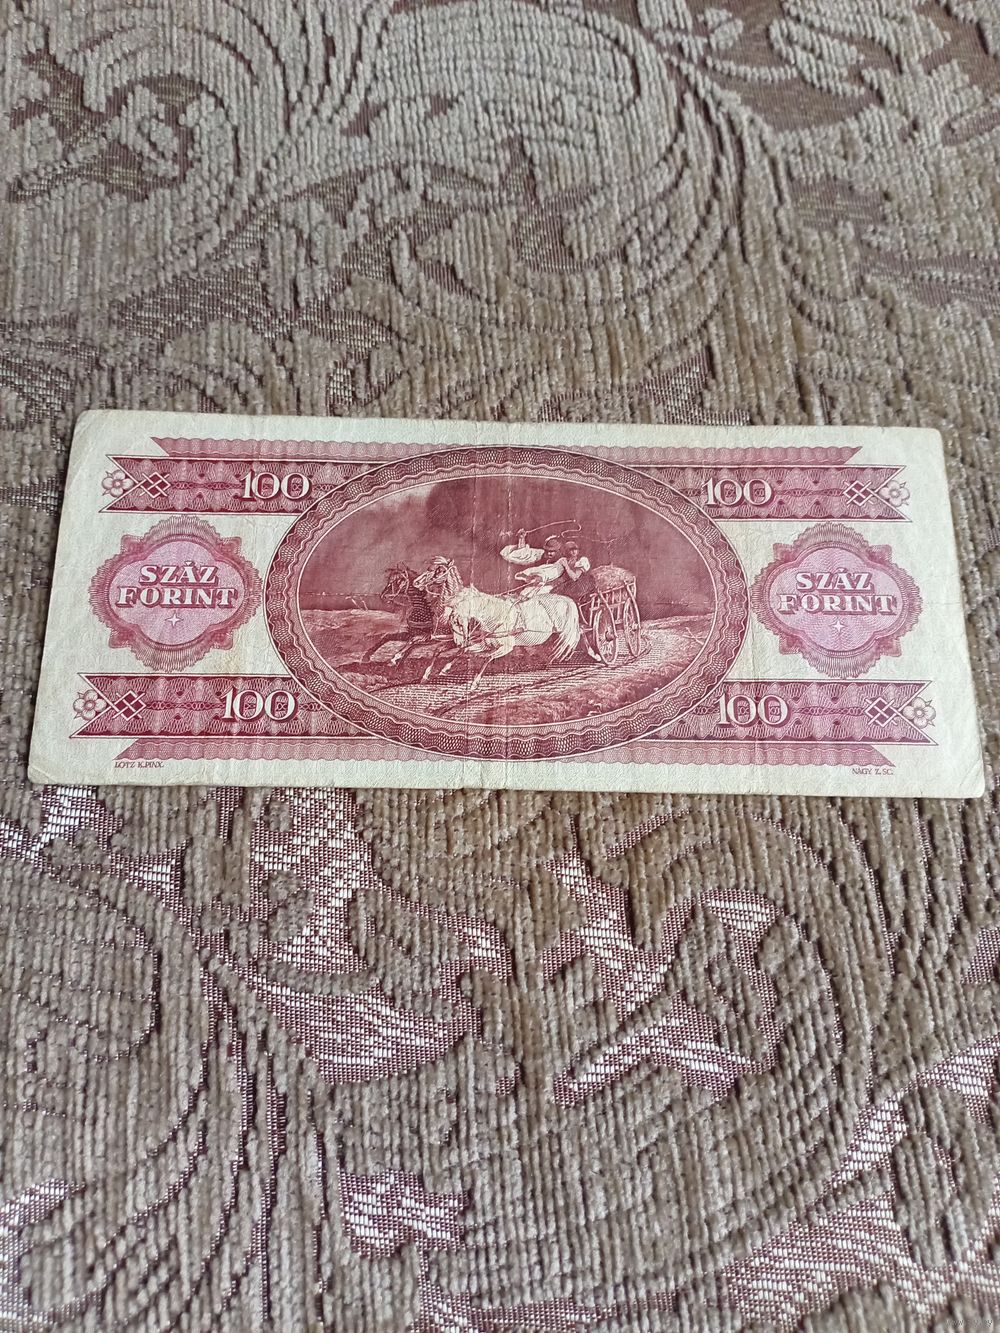 100 100
SZÁZ
FORINT
SZÁZ
FORINT
100 100
LOTZ K.PINX.
NAGY Z. SC.